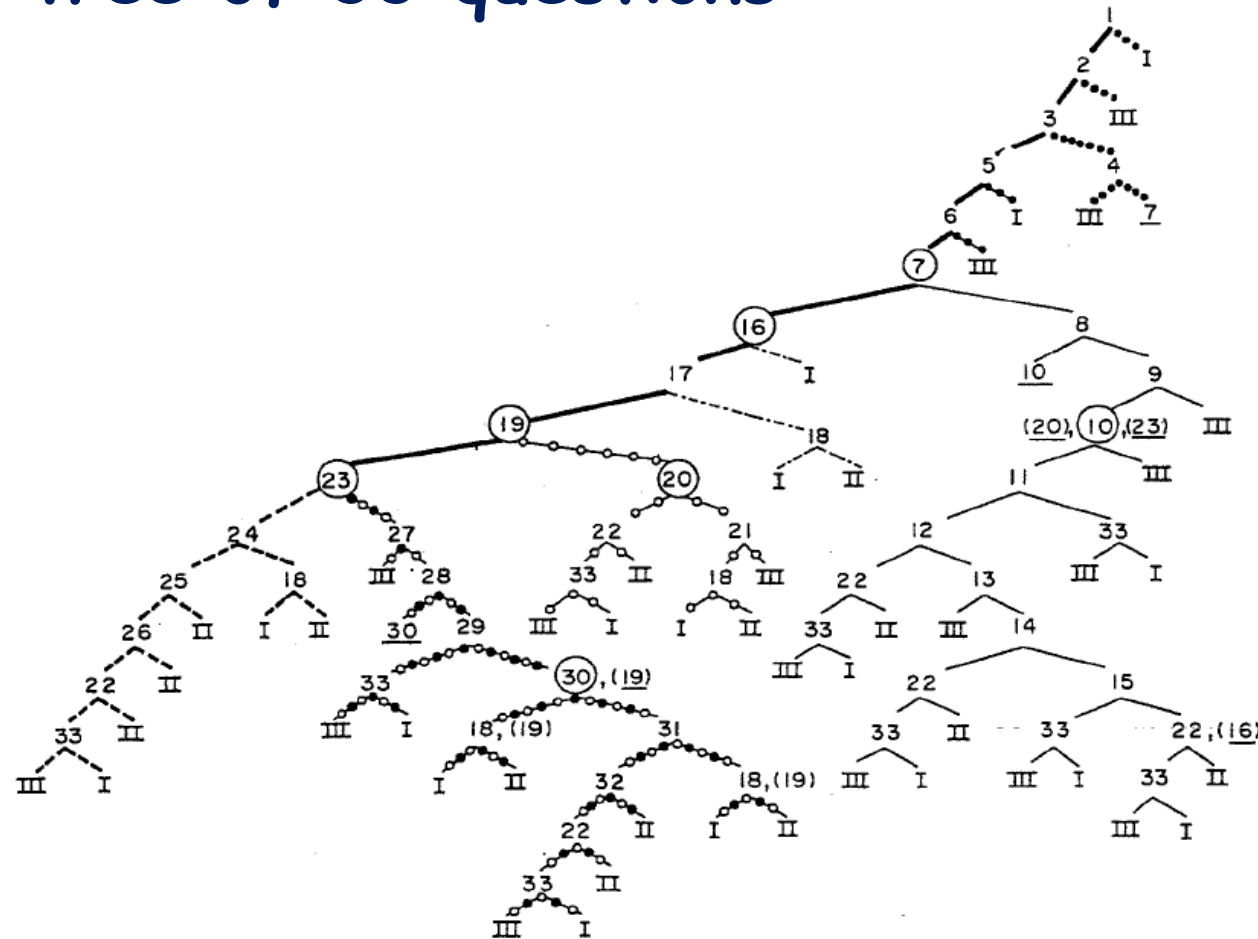 Tree of 33 questions
1
I
2
III
3
5 4
I III 7
6
III
7
16 8
17 I 10 9
19 18 (20), 10, (23) III
23 20 I II 11 III
24 27 22 21 12 33
25 18 III 28 33 II 18 III 22 13 III I
26 II I II 30 29 III I I II 33 II III 14
22 II 33 30, (19) III I 22 15
33 II III I 18, (19) 31 33 II 33 22, (16)
III I I II 32 18, (19) III I III I 33 II
22 II I II III I
33 II
III I